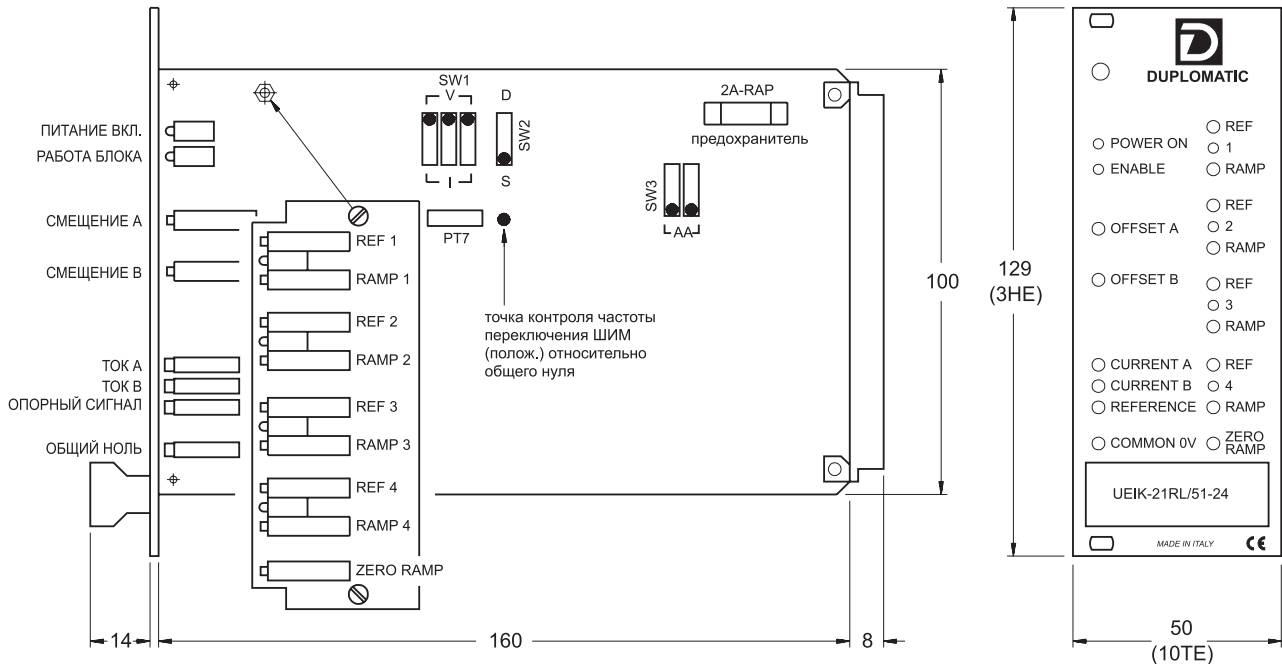 ПИТАНИЕ ВКЛ.
РАБОТА БЛОКА
СМЕЩЕНИЕ A
СМЕЩЕНИЕ B
ТОК A
ТОК B
ОПОРНЫЙ СИГНАЛ
ОБЩИЙ НОЛЬ
SW1
V
I
D
SW2
S
2A-RAP
предохранитель
SW3
AA
PT7
точка контроля частоты
переключения ШИМ
(полож.) относительно
общего нуля
REF 1
RAMP 1
REF 2
RAMP 2
REF 3
RAMP 3
REF 4
RAMP 4
ZERO RAMP
14
160
8
100
129
(3HE)
D
DUPLOMATIC
POWER ON
ENABLE
OFFSET A
OFFSET B
CURRENT A
CURRENT B
REFERENCE
COMMON 0V
REF
1
RAMP
REF
2
RAMP
REF
3
RAMP
REF
4
RAMP
ZERO
RAMP
UEIK-21RL/51-24
MADE IN ITALY
CE
50
(10TE)